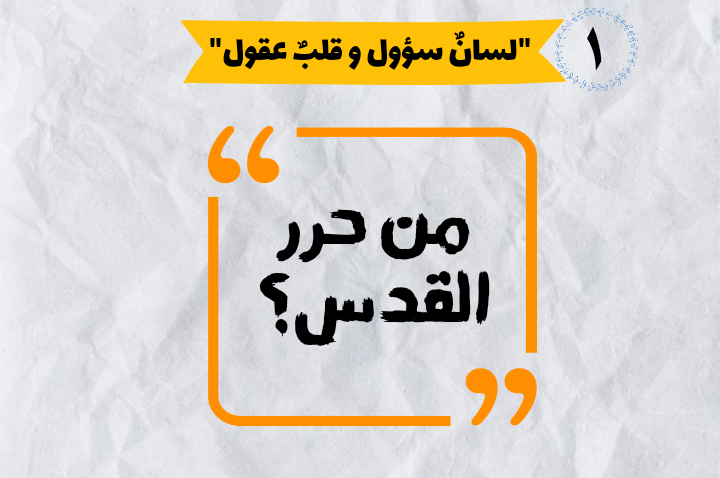 ١
"لسانٌ سؤول و قلبٌ عقول"
من حرر
القدس؟